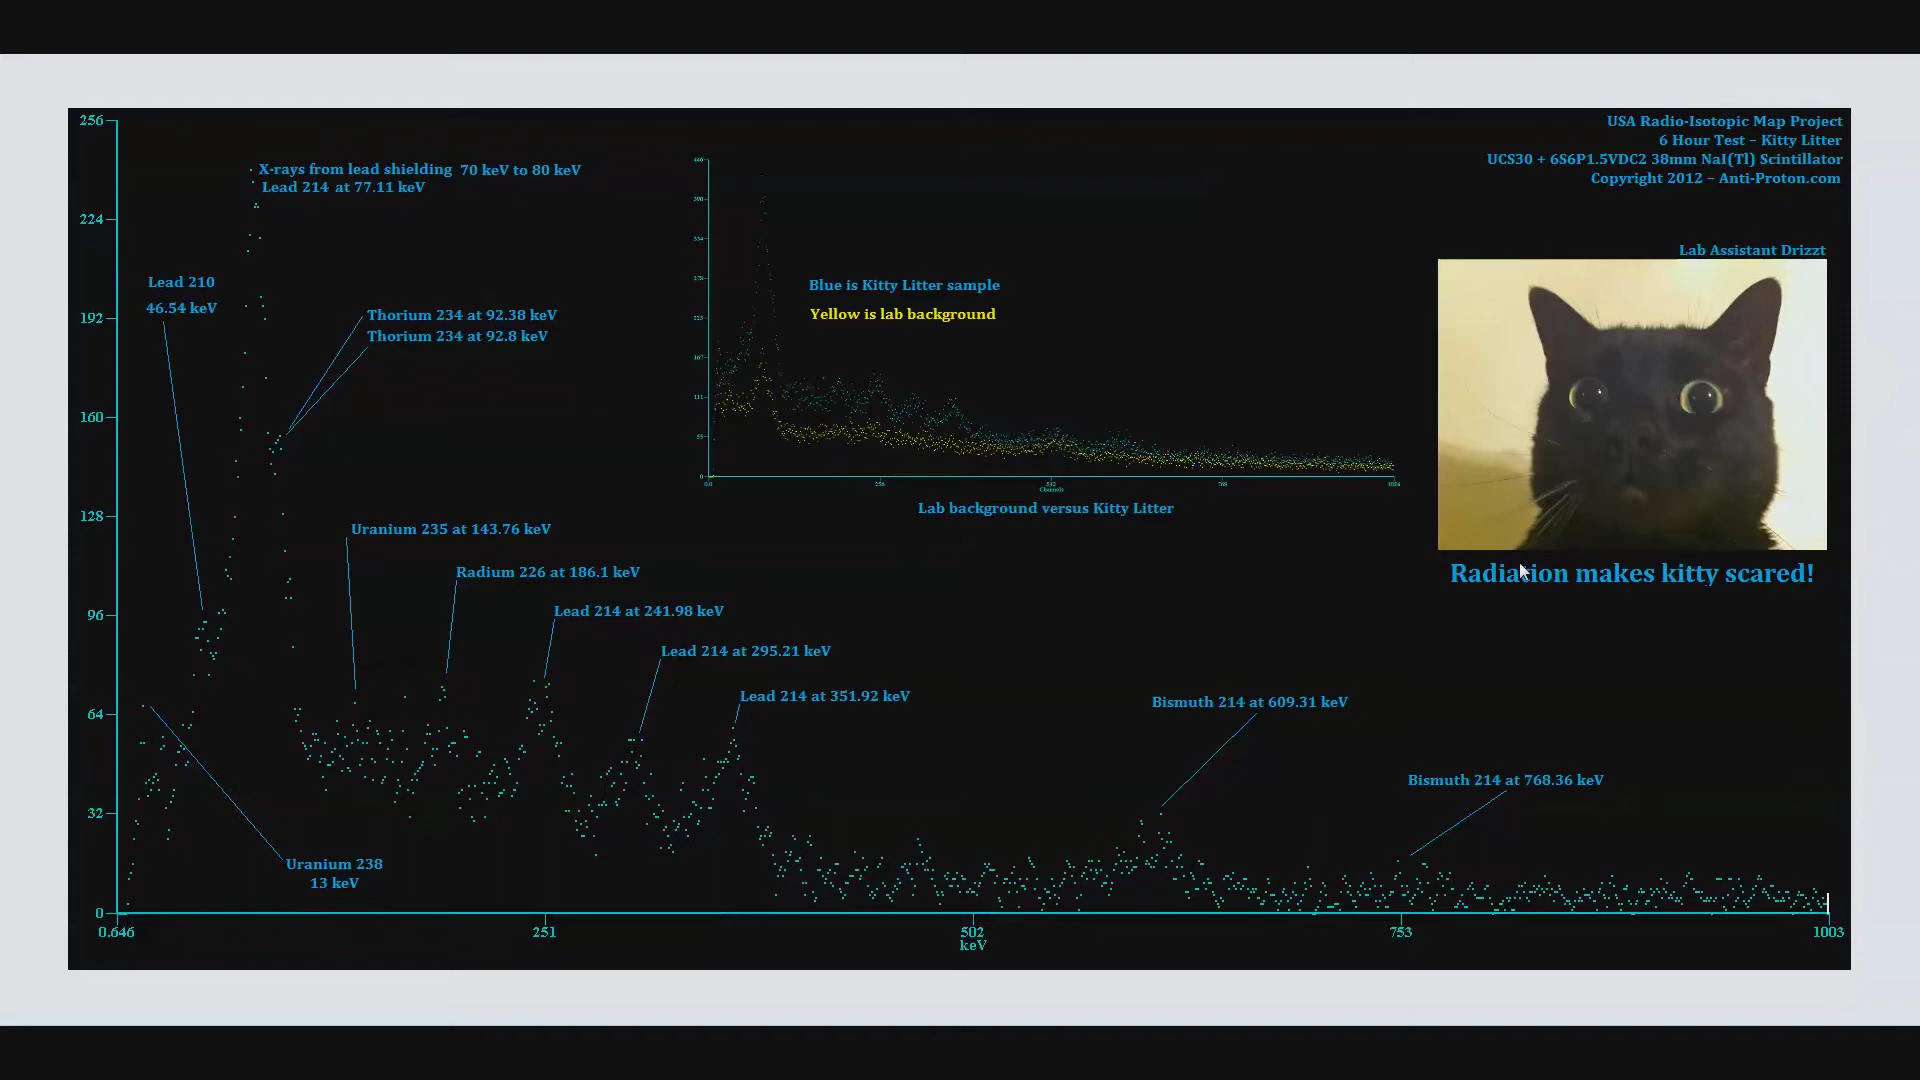 USA Radio-Isotopic Map Project
6 Hour Test – Kitty Litter
UCS30 + 6S6P1.5VDC2 38mm NaI(Tl) Scintillator
Copyright 2012 – Anti-Proton.com
Lab Assistant Drizzt
Radiation makes kitty scared!
X-rays from lead shielding 70 keV to 80 keV
Lead 214 at 77.11 keV
Lead 210
46.54 keV
Thorium 234 at 92.38 keV
Thorium 234 at 92.8 keV
Uranium 235 at 143.76 keV
Radium 226 at 186.1 keV
Lead 214 at 241.98 keV
Lead 214 at 295.21 keV
Lead 214 at 351.92 keV
Bismuth 214 at 609.31 keV
Bismuth 214 at 768.36 keV
Uranium 238
13 keV
Blue is Kitty Litter sample
Yellow is lab background
Channels
Lab background versus Kitty Litter
256
224
192
160
128
96
64
32
0
0.646
251
502
753
1003
keV